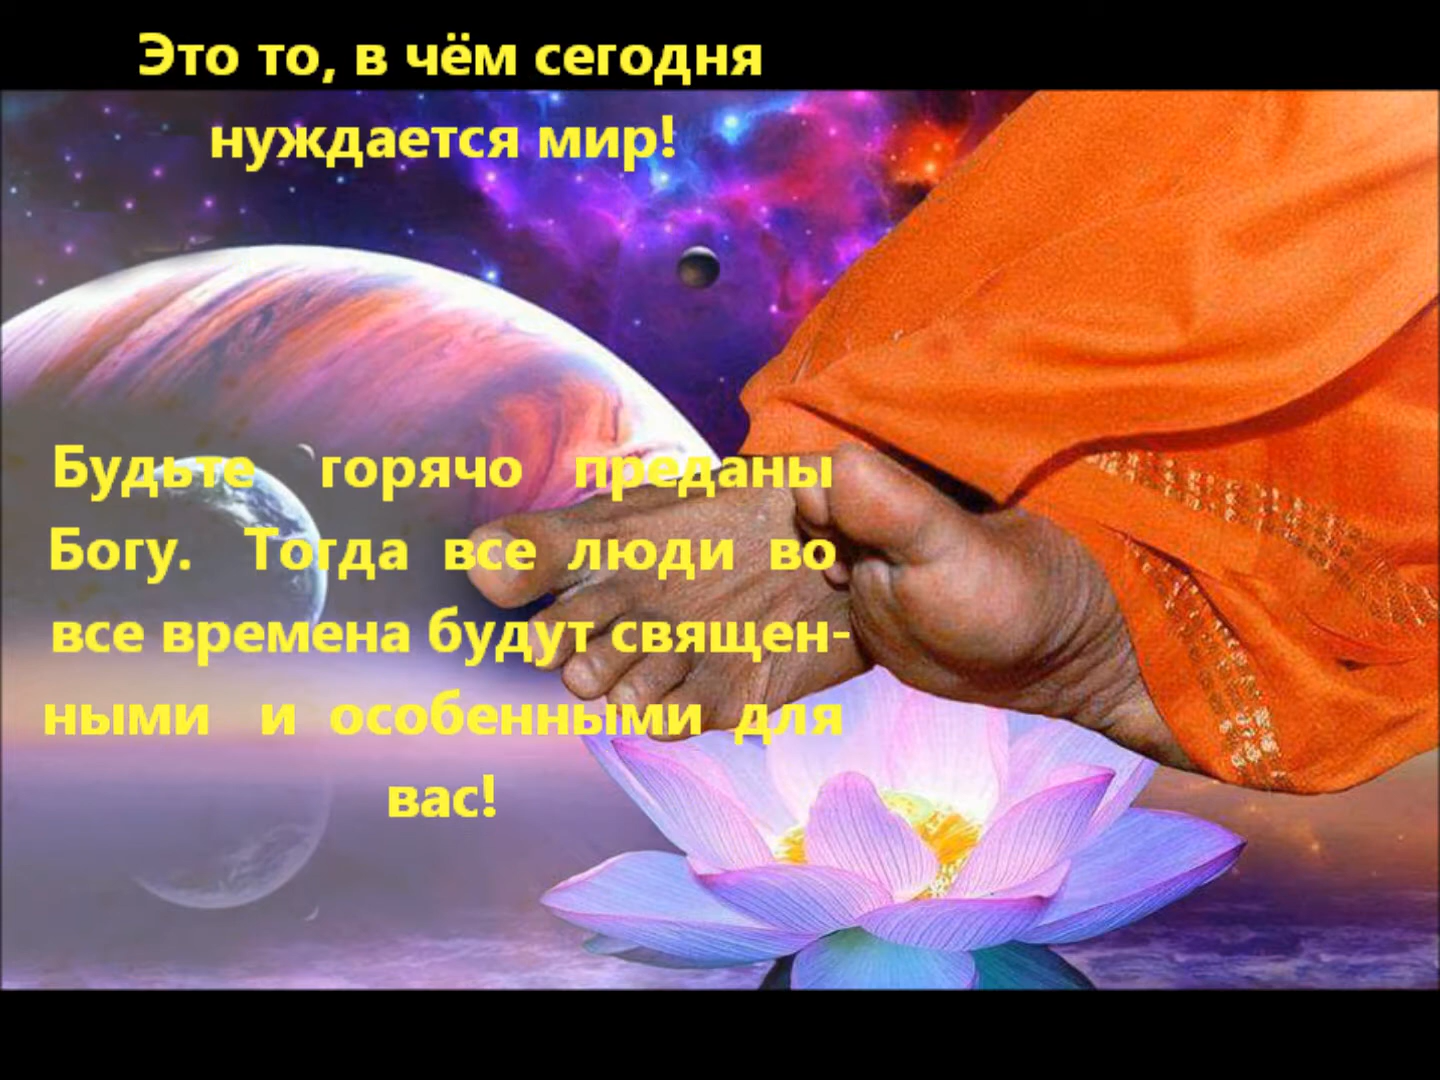 Это то, в чём сегодня
нуждается мир!
Будьте горячо преданы
Богу. Тогда все люди во
все времена будут священ-
ными и особенными для
вас!